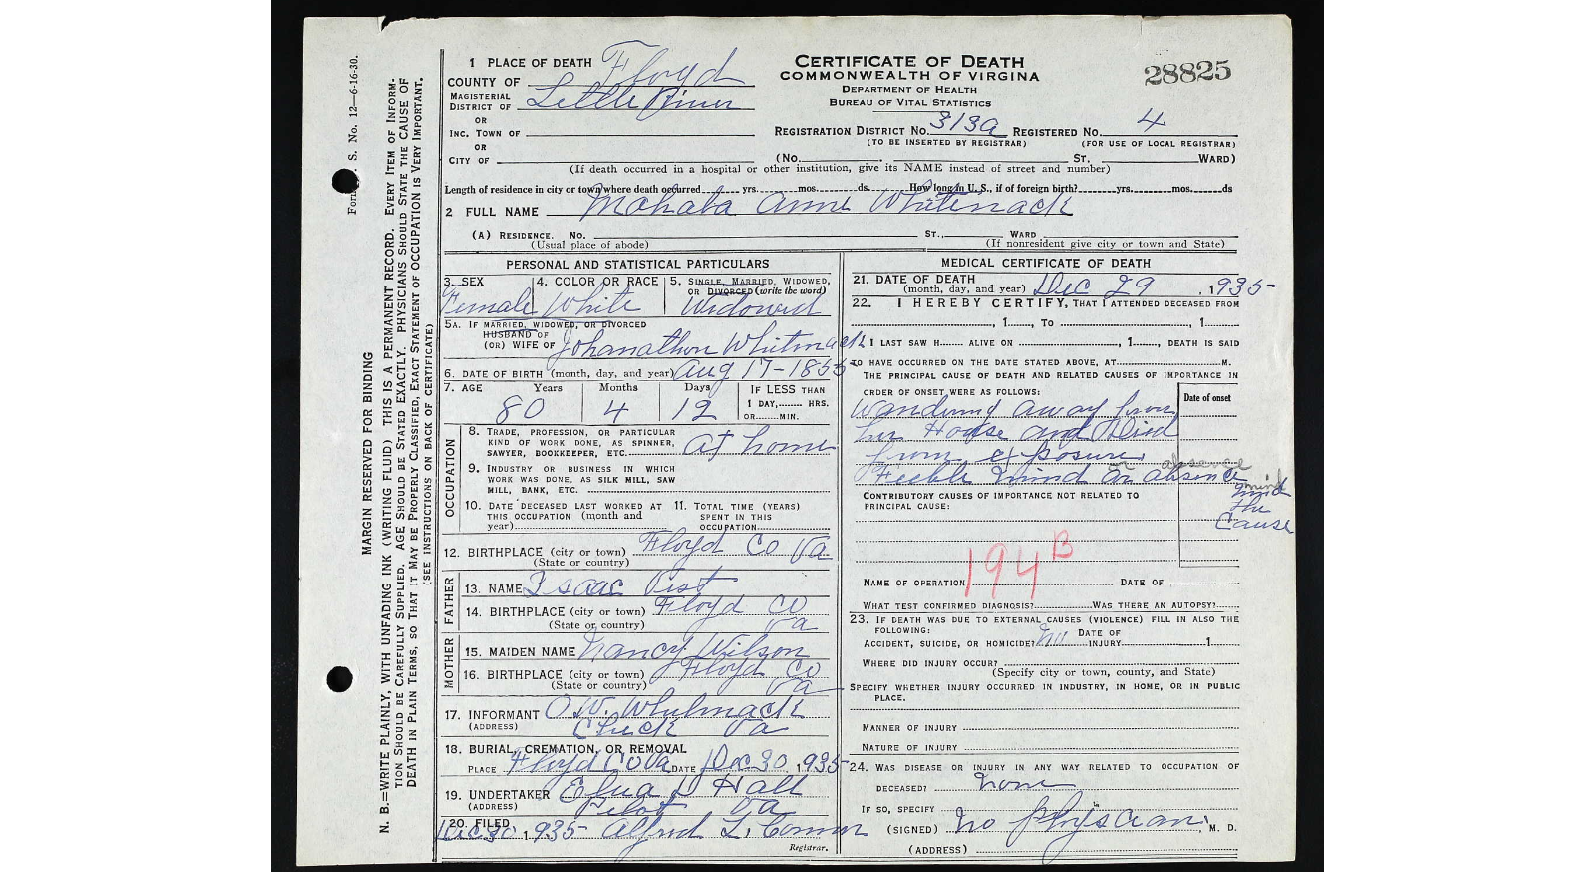 Form V. S. No. 12—6-16-30.
MARGIN RESERVED FOR BINDING
N. B.=WRITE PLAINLY, WITH UNFADING INK (WRITING FLUID) THIS IS A PERMANENT RECORD. EVERY ITEM OF INFORM-
TION SHOULD BE CAREFULLY SUPPLIED. AGE SHOULD BE STATED EXACTLY. PHYSICIANS SHOULD STATE THE CAUSE OF
DEATH IN PLAIN TERMS, SO THAT IT MAY BE PROPERLY CLASSIFIED. EXACT STATEMENT OF OCCUPATION IS VERY IMPORTANT.
(SEE INSTRUCTIONS ON BACK OF CERTIFICATE)
CERTIFICATE OF DEATH
COMMONWEALTH OF VIRGINIA
DEPARTMENT OF HEALTH
BUREAU OF VITAL STATISTICS
28825
1 PLACE OF DEATH
COUNTY OF Floyd
MAGISTERIAL
DISTRICT OF Little River
OR
INC. TOWN OF
OR
CITY OF
REGISTRATION DISTRICT NO. 313a REGISTERED NO. 4
(TO BE INSERTED BY REGISTRAR) (FOR USE OF LOCAL REGISTRAR)
(No. ST, WARD)
(If death occurred in a hospital or other institution, give its NAME instead of street and number)
Length of residence in city or town where death occurred yrs. mos. ds. How long in U. S., if of foreign birth? yrs. mos. ds
2 FULL NAME Mahaba Anne Whitenack
(A) RESIDENCE. NO. ST., WARD
(Usual place of abode) (If nonresident give city or town and State)
PERSONAL AND STATISTICAL PARTICULARS
3. SEX Female
4. COLOR OR RACE White
5. SINGLE, MARRIED, WIDOWED, OR DIVORCED (write the word) Widowed
5A. IF MARRIED, WIDOWED, OR DIVORCED
HUSBAND OF
(OR) WIFE OF Johanathon Whitnack
6. DATE OF BIRTH (month, day, and year) Aug 17-1855
7. AGE Years Months Days IF LESS THAN
80 4 12 1 DAY, HRS.
OR MIN.
OCCUPATION
8. TRADE, PROFESSION, OR PARTICULAR
KIND OF WORK DONE, AS SPINNER,
SAWYER, BOOKKEEPER, ETC. at home
9. INDUSTRY OR BUSINESS IN WHICH
WORK WAS DONE, AS SILK MILL, SAW
MILL, BANK, ETC.
10. DATE DECEASED LAST WORKED AT
THIS OCCUPATION (month and
year)
11. TOTAL TIME (YEARS)
SPENT IN THIS
OCCUPATION
12. BIRTHPLACE (city or town) Floyd Co Va
(State or country)
FATHER
13. NAME Isaac
14. BIRTHPLACE (city or town) Floyd Co
(State or country) Va
MOTHER
15. MAIDEN NAME Nancy Wilson
16. BIRTHPLACE (city or town) Floyd Co
(State or country) Va
17. INFORMANT O.W. Whitnack
(ADDRESS) Check Va
18. BURIAL, CREMATION, OR REMOVAL
PLACE Floyd Co Va DATE Dec 30, 1935
19. UNDERTAKER Hall
(ADDRESS) Pilot Va
20. FILED Dec 30, 1935 Alfred L. Conner
Registrar.
MEDICAL CERTIFICATE OF DEATH
21. DATE OF DEATH
(month, day, and year) Dec 29, 1935
22. I HEREBY CERTIFY, THAT I ATTENDED DECEASED FROM
, 1 , TO , 1
I LAST SAW H ALIVE ON , 1 , DEATH IS SAID
TO HAVE OCCURRED ON THE DATE STATED ABOVE, AT M.
THE PRINCIPAL CAUSE OF DEATH AND RELATED CAUSES OF IMPORTANCE IN
ORDER OF ONSET WERE AS FOLLOWS:
Date of onset
Wandering away from
her House and Died
from exposure
or absence
Feeble mind or absence
mind
mind
the
Cause
CONTRIBUTORY CAUSES OF IMPORTANCE NOT RELATED TO
PRINCIPAL CAUSE:
194B
NAME OF OPERATION DATE OF
WHAT TEST CONFIRMED DIAGNOSIS? WAS THERE AN AUTOPSY?
23. IF DEATH WAS DUE TO EXTERNAL CAUSES (VIOLENCE) FILL IN ALSO THE
FOLLOWING:
ACCIDENT, SUICIDE, OR HOMICIDE? No DATE OF INJURY 1
WHERE DID INJURY OCCUR?
(Specify city or town, county, and State)
SPECIFY WHETHER INJURY OCCURRED IN INDUSTRY, IN HOME, OR IN PUBLIC
PLACE.
MANNER OF INJURY
NATURE OF INJURY
24. WAS DISEASE OR INJURY IN ANY WAY RELATED TO OCCUPATION OF
DECEASED? none
IF SO, SPECIFY
(SIGNED) No Physician, M. D.
(ADDRESS)